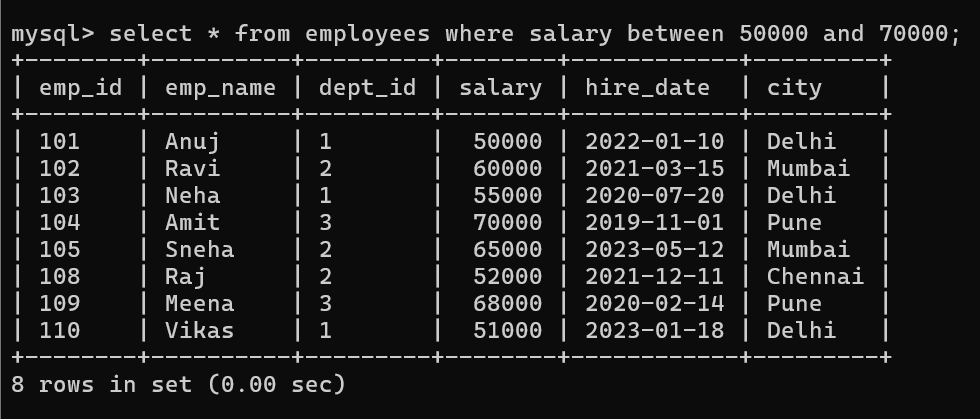 mysql> select * from employees where salary between 50000 and 70000;
+--------+----------+---------+--------+------------+---------+
| emp_id | emp_name | dept_id | salary | hire_date  | city    |
+--------+----------+---------+--------+------------+---------+
| 101    | Anuj     | 1       |  50000 | 2022-01-10 | Delhi   |
| 102    | Ravi     | 2       |  60000 | 2021-03-15 | Mumbai  |
| 103    | Neha     | 1       |  55000 | 2020-07-20 | Delhi   |
| 104    | Amit     | 3       |  70000 | 2019-11-01 | Pune    |
| 105    | Sneha    | 2       |  65000 | 2023-05-12 | Mumbai  |
| 108    | Raj      | 2       |  52000 | 2021-12-11 | Chennai |
| 109    | Meena    | 3       |  68000 | 2020-02-14 | Pune    |
| 110    | Vikas    | 1       |  51000 | 2023-01-18 | Delhi   |
+--------+----------+---------+--------+------------+---------+
8 rows in set (0.00 sec)